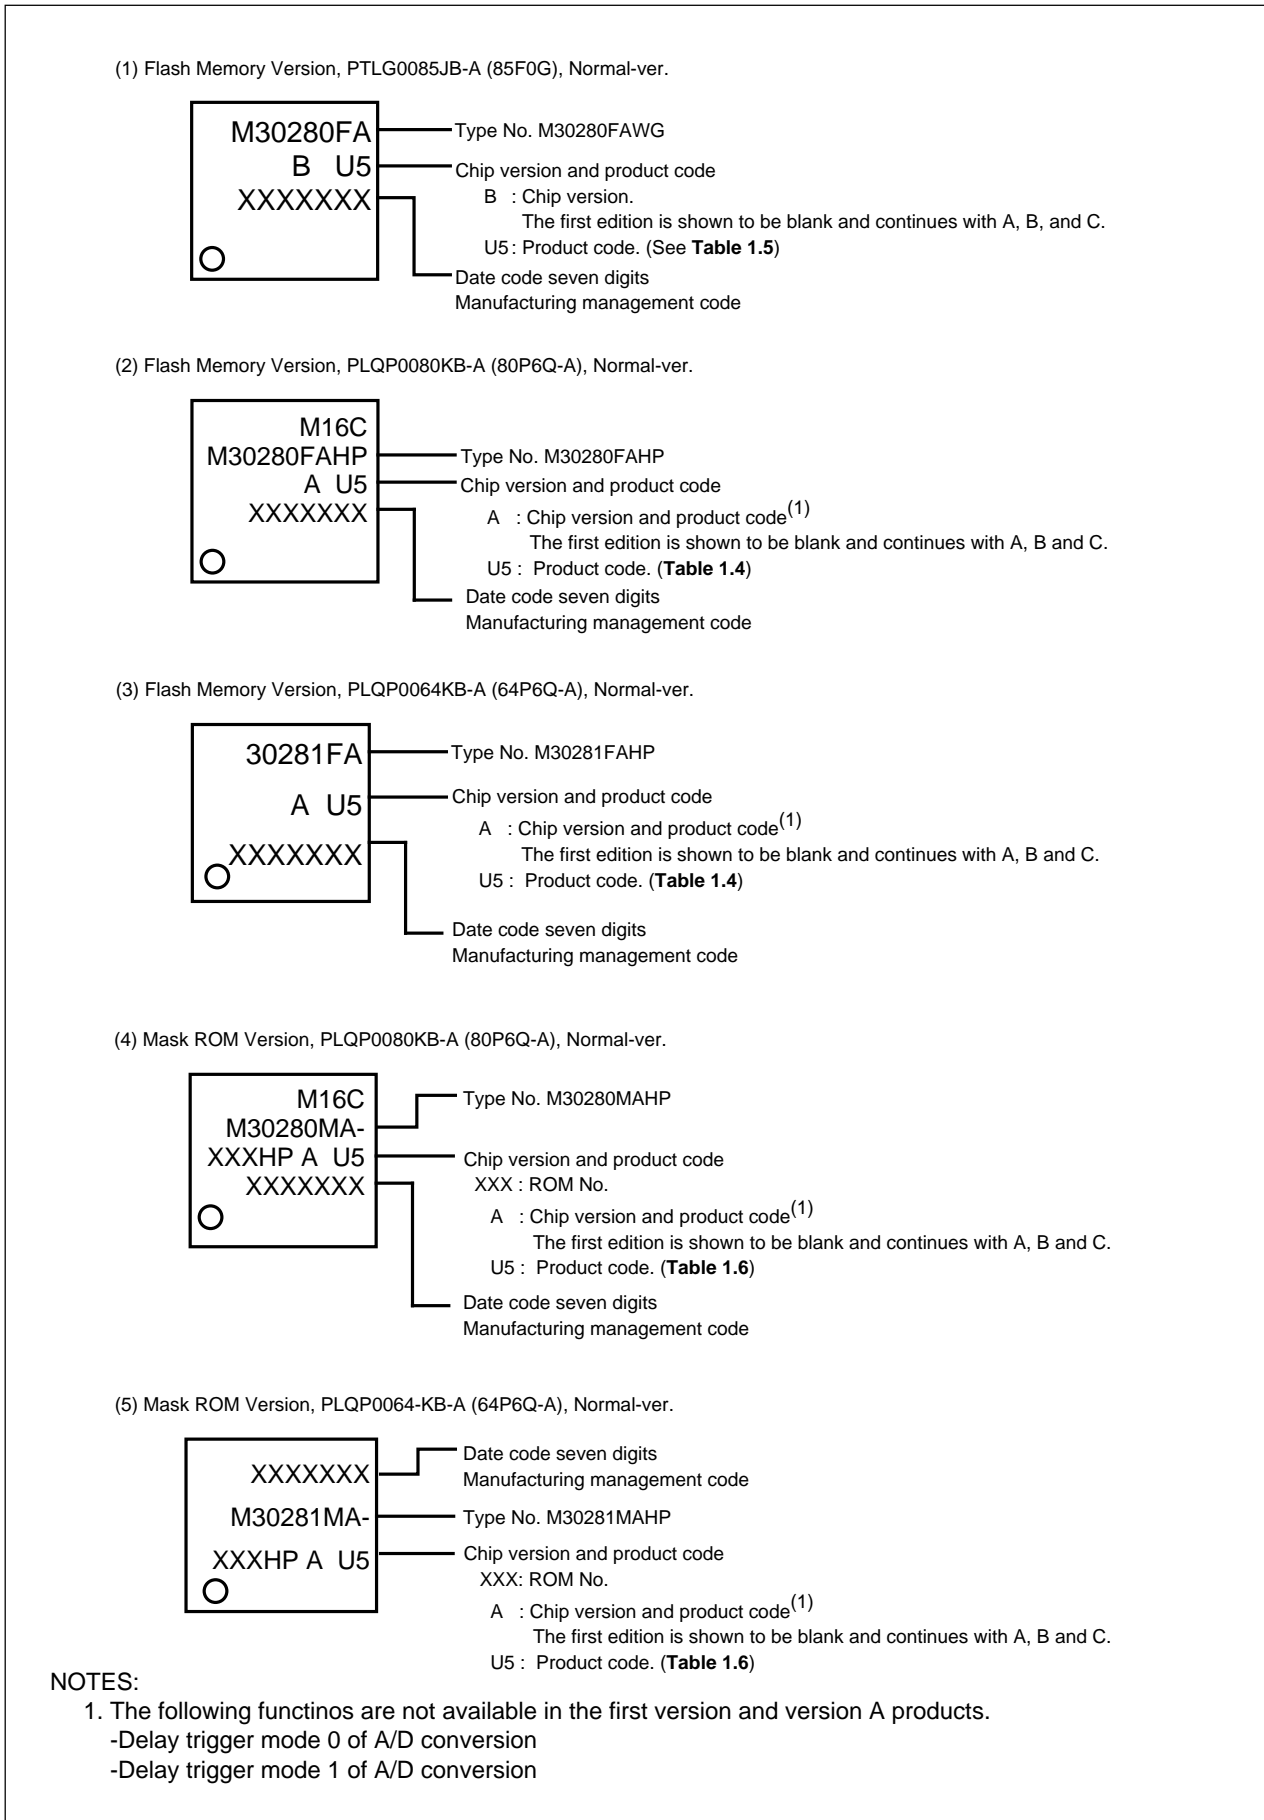 (1) Flash Memory Version, PTLG0085JB-A (85F0G), Normal-ver.
M30280FA
B U5
XXXXXXX
Type No. M30280FAWG
Chip version and product code
B : Chip version.
The first edition is shown to be blank and continues with A, B, and C.
U5 : Product code. (See Table 1.5)
Date code seven digits
Manufacturing management code
(2) Flash Memory Version, PLQP0080KB-A (80P6Q-A), Normal-ver.
M16C
M30280FAHP
A U5
XXXXXXX
Type No. M30280FAHP
Chip version and product code
A : Chip version and product code(1)
The first edition is shown to be blank and continues with A, B and C.
U5 : Product code. (Table 1.4)
Date code seven digits
Manufacturing management code
(3) Flash Memory Version, PLQP0064KB-A (64P6Q-A), Normal-ver.
30281FA
A U5
XXXXXXX
Type No. M30281FAHP
Chip version and product code
A : Chip version and product code(1)
The first edition is shown to be blank and continues with A, B and C.
U5 : Product code. (Table 1.4)
Date code seven digits
Manufacturing management code
(4) Mask ROM Version, PLQP0080KB-A (80P6Q-A), Normal-ver.
M16C
M30280MA-
XXXHP A U5
XXXXXXX
Type No. M30280MAHP
Chip version and product code
XXX : ROM No.
A : Chip version and product code(1)
The first edition is shown to be blank and continues with A, B and C.
U5 : Product code. (Table 1.6)
Date code seven digits
Manufacturing management code
(5) Mask ROM Version, PLQP0064-KB-A (64P6Q-A), Normal-ver.
XXXXXXX
M30281MA-
XXXHP A U5
Date code seven digits
Manufacturing management code
Type No. M30281MAHP
Chip version and product code
XXX: ROM No.
A : Chip version and product code(1)
The first edition is shown to be blank and continues with A, B and C.
U5 : Product code. (Table 1.6)
NOTES:
1. The following functinos are not available in the first version and version A products.
-Delay trigger mode 0 of A/D conversion
-Delay trigger mode 1 of A/D conversion